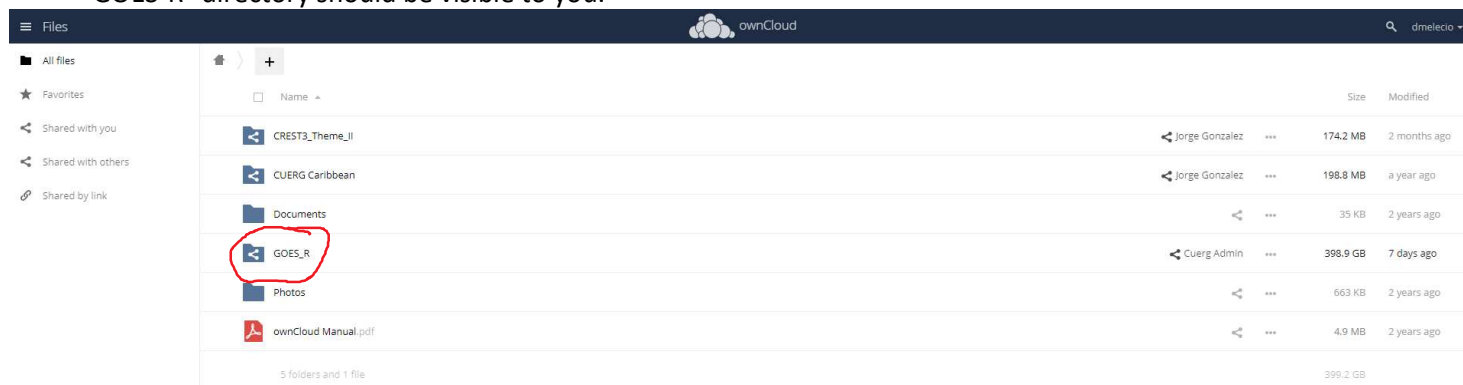 GOES-R" directory should be visible to you.
Files
ownCloud
dmelecio
All files
Favorites
Shared with you
Shared with others
Shared by link
+
Name
Size
Modified
CREST3_Theme_II
Jorge Gonzalez
174.2 MB
2 months ago
CUERG Caribbean
Jorge Gonzalez
198.8 MB
a year ago
Documents
35 KB
2 years ago
GOES_R
Cuerg Admin
398.9 GB
7 days ago
Photos
663 KB
2 years ago
ownCloud Manual.pdf
4.9 MB
2 years ago
5 folders and 1 file
399.2 GB